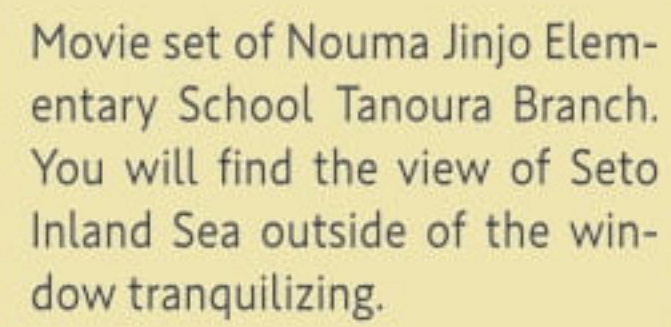 Movie set of Nouma Jinjo Elem-
entary School Tanoura Branch.
You will find the view of Seto
Inland Sea outside of the win-
dow tranquilizing.